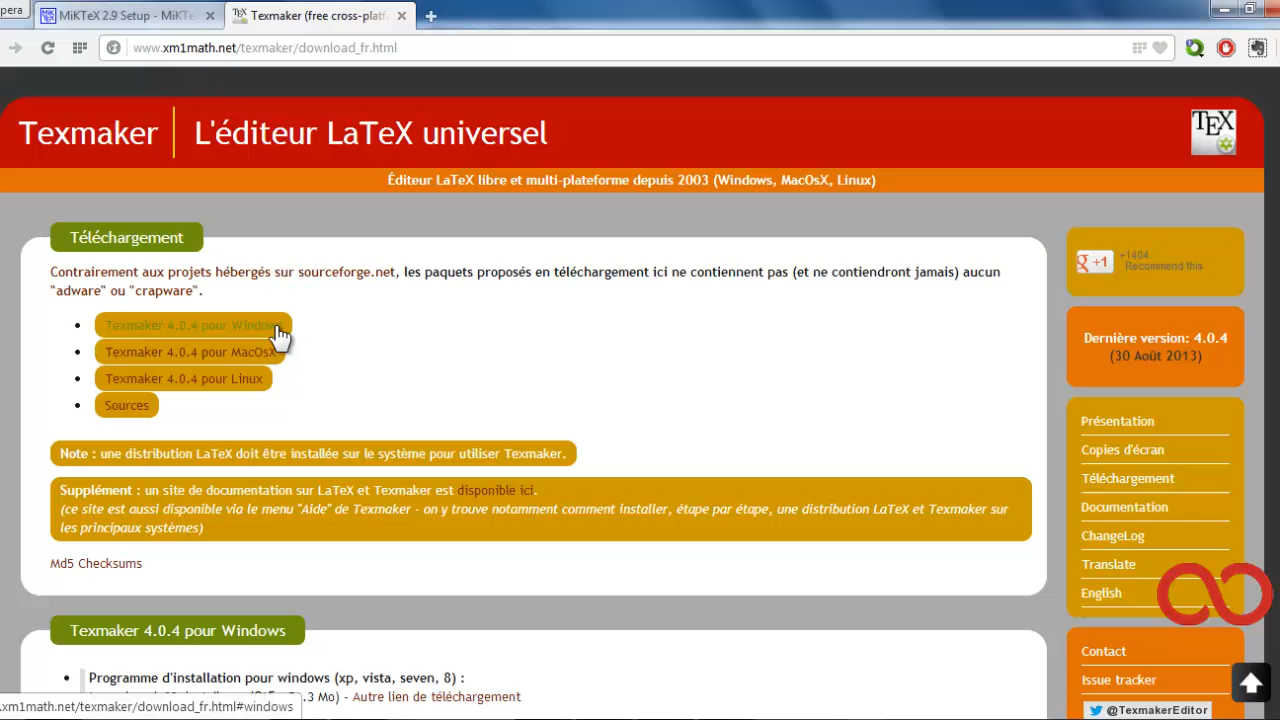 pera
MiKTeX 2.9 Setup - MiKTe
Texmaker (free cross-platf
www.xm1math.net/texmaker/download_fr.html
Texmaker
L'éditeur LaTeX universel
TEX
Éditeur LaTeX libre et multi-plateforme depuis 2003 (Windows, MacOsX, Linux)
Téléchargement
Contrairement aux projets hébergés sur sourceforge.net, les paquets proposés en téléchargement ici ne contiennent pas (et ne contiendront jamais) aucun
"adware" ou "crapware".
Texmaker 4.0.4 pour Windows
Texmaker 4.0.4 pour MacOsX
Texmaker 4.0.4 pour Linux
Sources
Note : une distribution LaTeX doit être installée sur le système pour utiliser Texmaker.
Supplément : un site de documentation sur LaTeX et Texmaker est disponible ici.
(ce site est aussi disponible via le menu "Aide" de Texmaker - on y trouve notamment comment installer, étape par étape, une distribution LaTeX et Texmaker sur
les principaux systèmes)
Md5 Checksums
Texmaker 4.0.4 pour Windows
Programme d'installation pour windows (xp, vista, seven, 8) :
.3 Mo) - Autre lien de téléchargement
.xm1math.net/texmaker/download_fr.html#windows
g +1
+1404
Recommend this
Dernière version: 4.0.4
(30 Août 2013)
Présentation
Copies d'écran
Téléchargement
Documentation
ChangeLog
Translate
English
Contact
Issue tracker
@TexmakerEditor